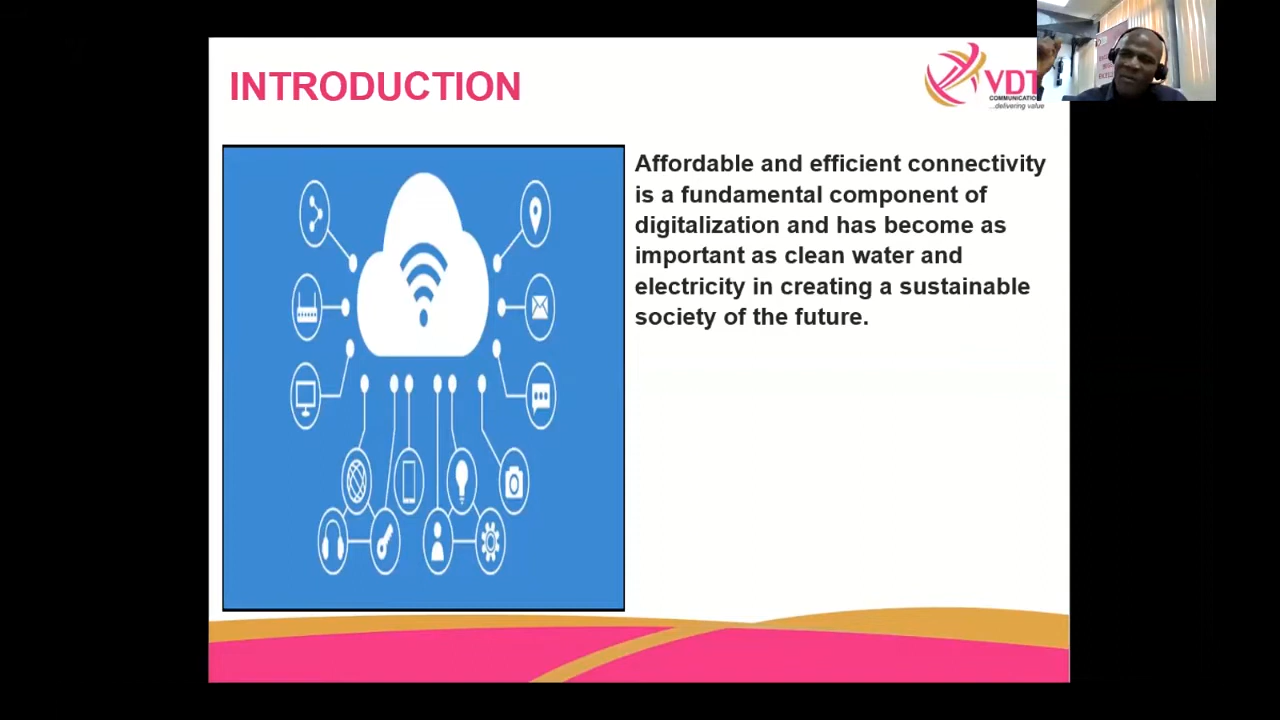 INTRODUCTION
VDT
COMMUNICATION
...delivering value
Affordable and efficient connectivity
is a fundamental component of
digitalization and has become as
important as clean water and
electricity in creating a sustainable
society of the future.